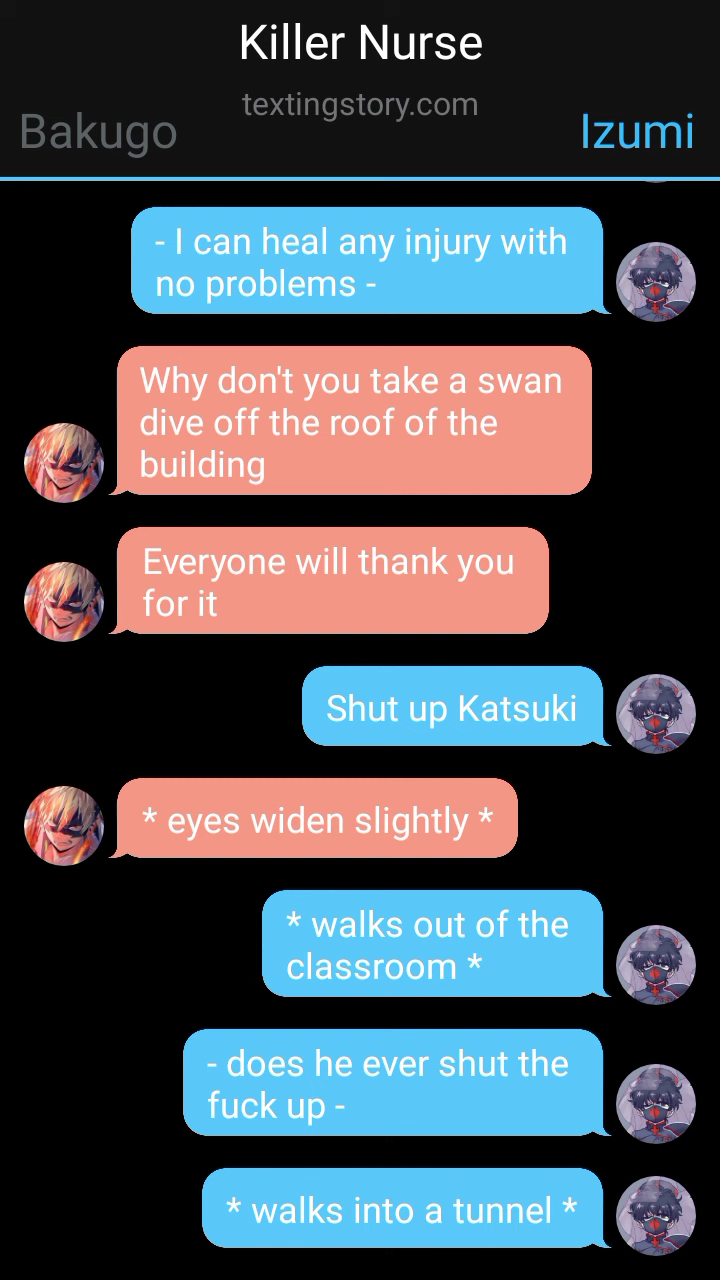 Killer Nurse
textingstory.com
Bakugo
Izumi
- I can heal any injury with
no problems -
Why don't you take a swan
dive off the roof of the
building
Everyone will thank you
for it
Shut up Katsuki
* eyes widen slightly *
* walks out of the
classroom *
- does he ever shut the
fuck up -
* walks into a tunnel *